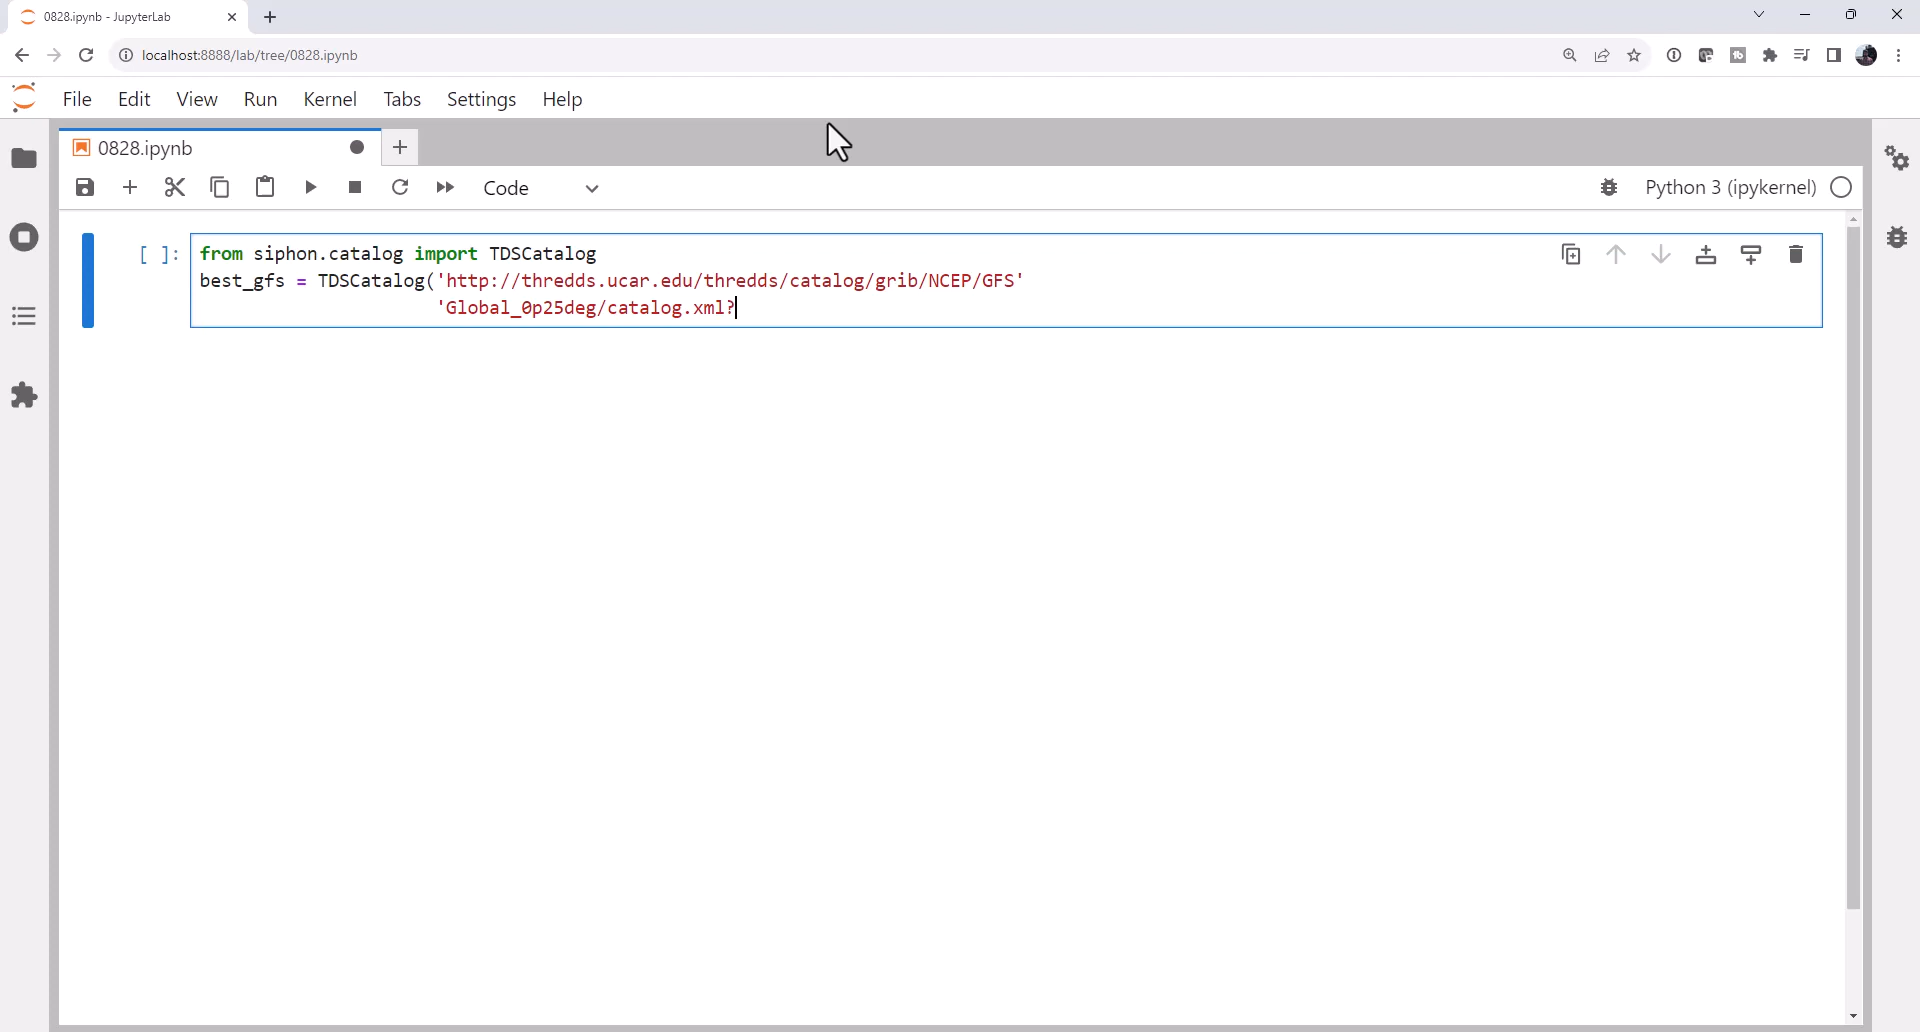 0828.ipynb - JupyterLab
localhost:8888/lab/tree/0828.ipynb
File Edit View Run Kernel Tabs Settings Help
0828.ipynb
Code
Python 3 (ipykernel)
[ ]: from siphon.catalog import TDSCatalog
best_gfs = TDSCatalog('http://thredds.ucar.edu/thredds/catalog/grib/NCEP/GFS'
'Global_0p25deg/catalog.xml?